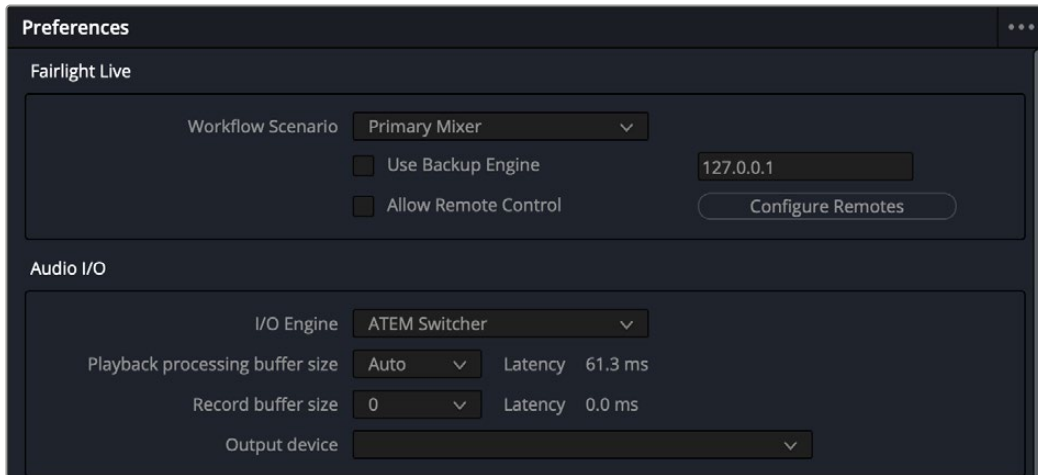 Preferences
Fairlight Live
Workflow Scenario Primary Mixer
Use Backup Engine 127.0.0.1
Allow Remote Control Configure Remotes
Audio I/O
I/O Engine ATEM Switcher
Playback processing buffer size Auto Latency 61.3 ms
Record buffer size 0 Latency 0.0 ms
Output device